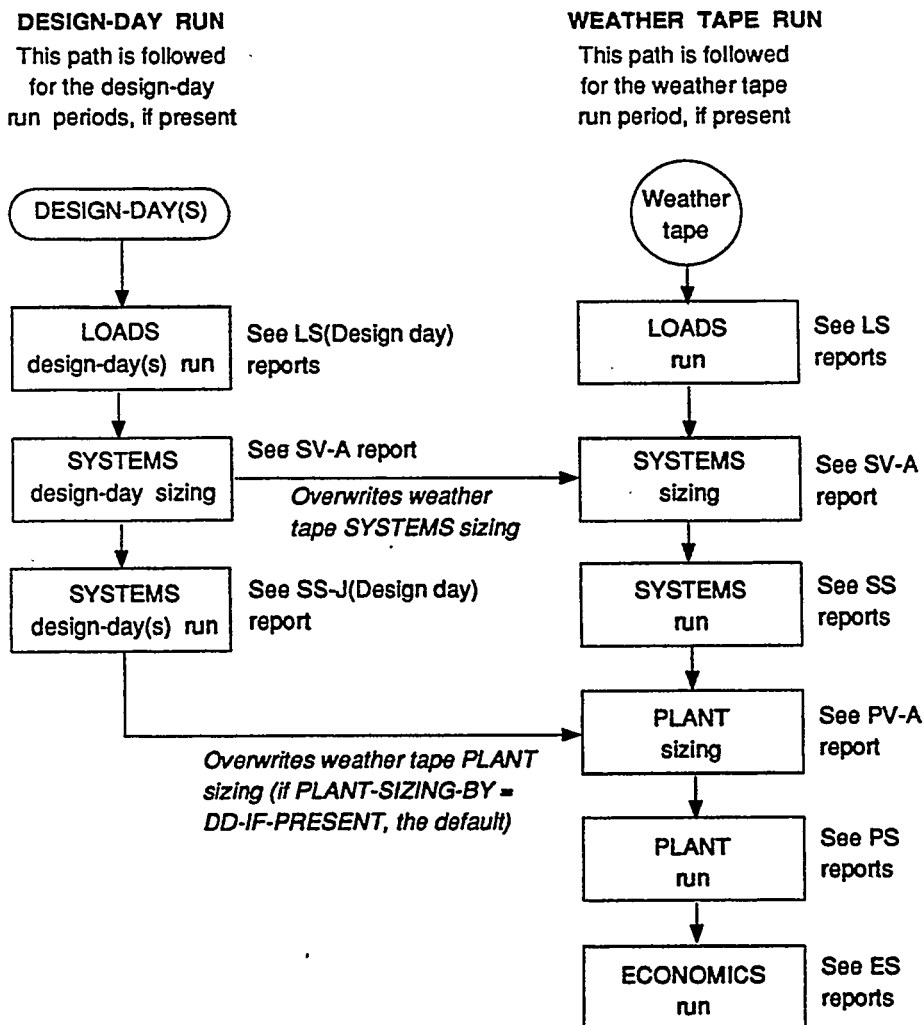 DESIGN-DAY RUN
This path is followed
for the design-day
run periods, if present
DESIGN-DAY(S)
LOADS
design-day(s) run
See LS(Design day)
reports
SYSTEMS
design-day sizing
See SV-A report
Overwrites weather
tape SYSTEMS sizing
SYSTEMS
design-day(s) run
See SS-J(Design day)
report
Overwrites weather tape PLANT
sizing (if PLANT-SIZING-BY =
DD-IF-PRESENT, the default)
WEATHER TAPE RUN
This path is followed
for the weather tape
run period, if present
Weather
tape
LOADS
run
See LS
reports
SYSTEMS
sizing
See SV-A
report
SYSTEMS
run
See SS
reports
PLANT
sizing
See PV-A
report
PLANT
run
See PS
reports
ECONOMICS
run
See ES
reports